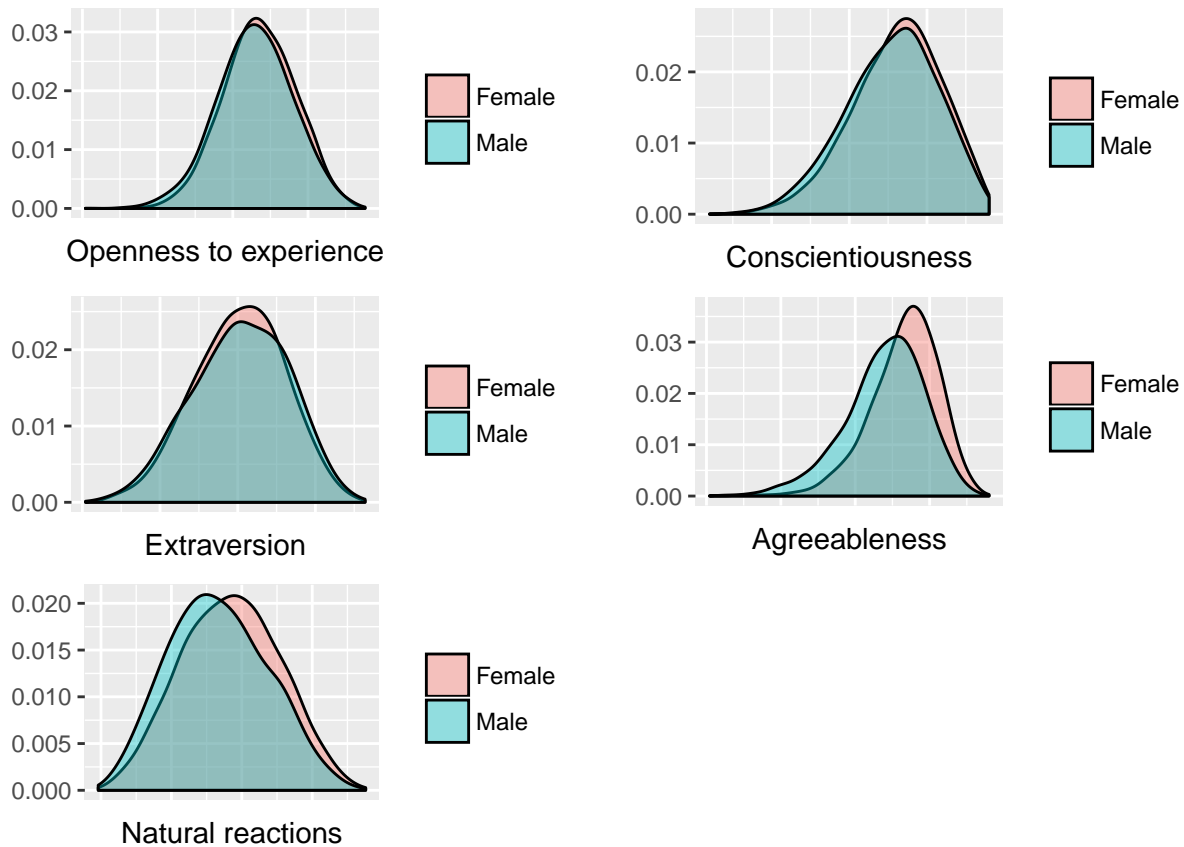 0.03
0.02
0.01
0.00
Female
Male
Openness to experience
0.02
0.01
0.00
Female
Male
Conscientiousness
0.02
0.01
0.00
Female
Male
Extraversion
0.03
0.02
0.01
0.00
Female
Male
Agreeableness
0.020
0.015
0.010
0.005
0.000
Female
Male
Natural reactions